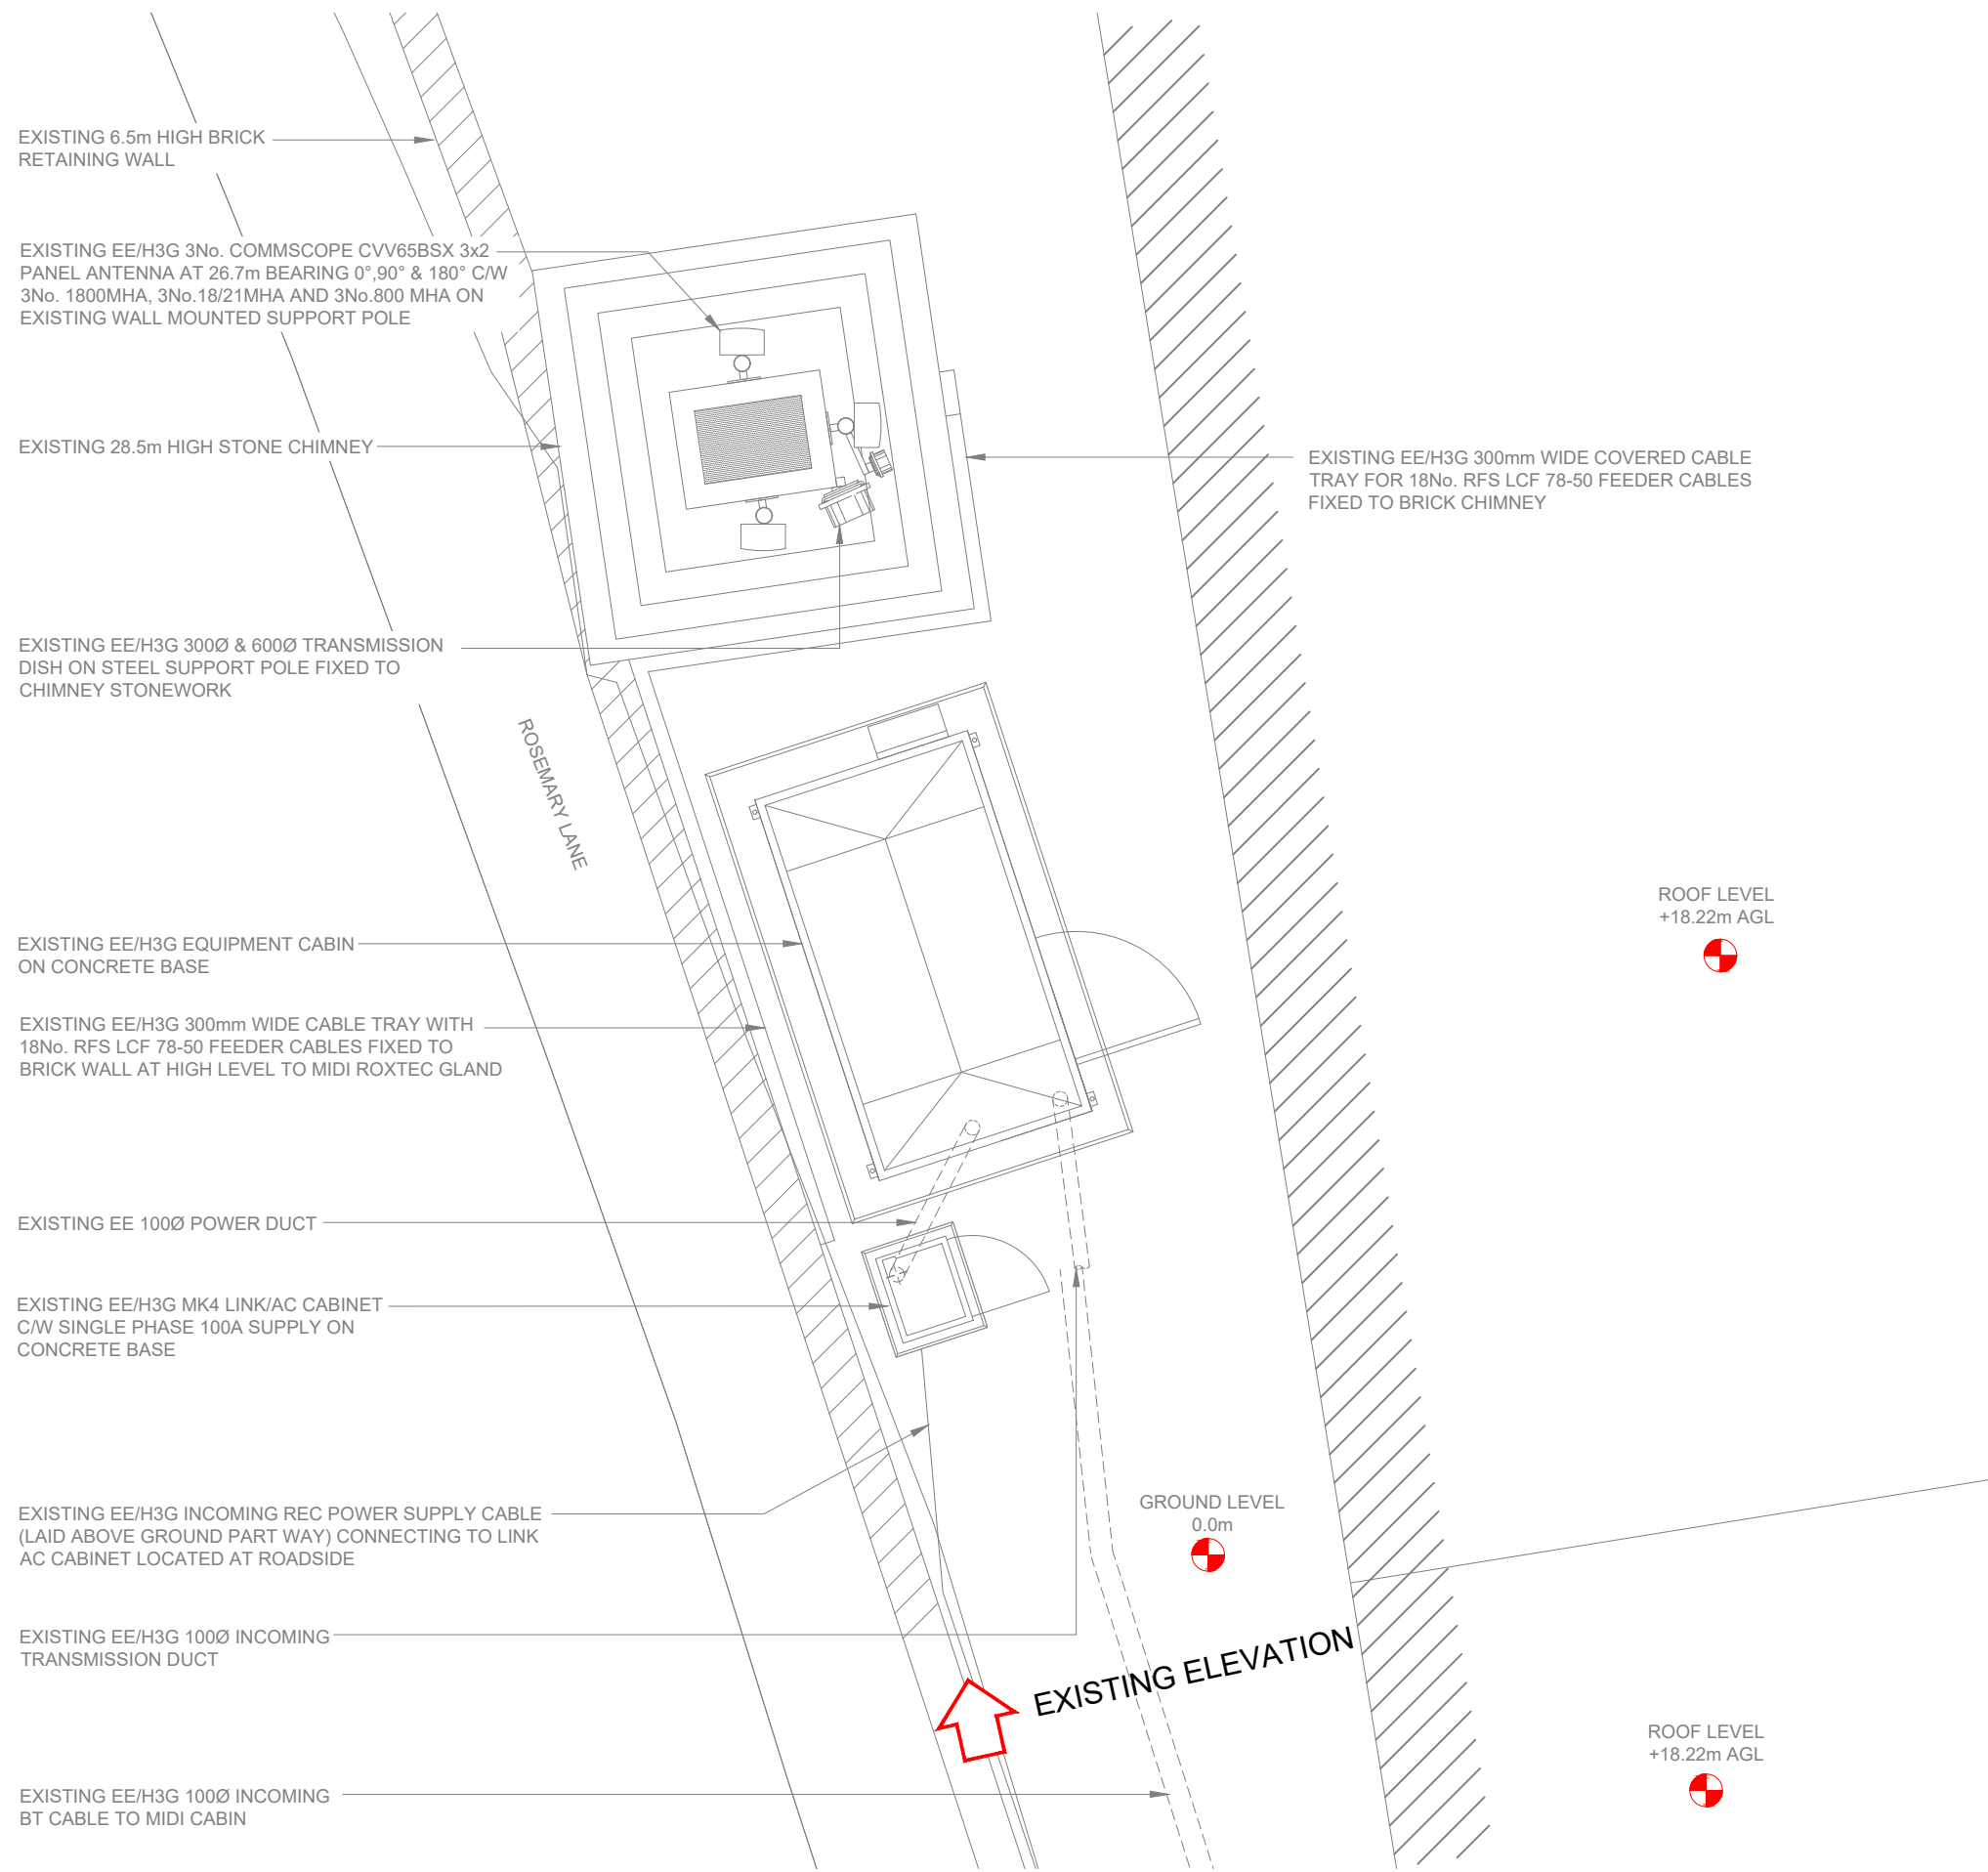 EXISTING 6.5m HIGH BRICK
RETAINING WALL
EXISTING EE/H3G 3No. COMMSCOPE CVV65BSX 3x2
PANEL ANTENNA AT 26.7m BEARING 0°,90° & 180° C/W
3No. 1800MHA, 3No.18/21MHA AND 3No.800 MHA ON
EXISTING WALL MOUNTED SUPPORT POLE
EXISTING 28.5m HIGH STONE CHIMNEY
EXISTING EE/H3G 300mm WIDE COVERED CABLE
TRAY FOR 18No. RFS LCF 78-50 FEEDER CABLES
FIXED TO BRICK CHIMNEY
EXISTING EE/H3G 300Ø & 600Ø TRANSMISSION
DISH ON STEEL SUPPORT POLE FIXED TO
CHIMNEY STONEWORK
ROSEMARY LANE
ROOF LEVEL
+18.22m AGL
EXISTING EE/H3G EQUIPMENT CABIN
ON CONCRETE BASE
EXISTING EE/H3G 300mm WIDE CABLE TRAY WITH
18No. RFS LCF 78-50 FEEDER CABLES FIXED TO
BRICK WALL AT HIGH LEVEL TO MIDI ROXTEC GLAND
EXISTING EE 100Ø POWER DUCT
EXISTING EE/H3G MK4 LINK/AC CABINET
C/W SINGLE PHASE 100A SUPPLY ON
CONCRETE BASE
EXISTING EE/H3G INCOMING REC POWER SUPPLY CABLE
(LAID ABOVE GROUND PART WAY) CONNECTING TO LINK
AC CABINET LOCATED AT ROADSIDE
GROUND LEVEL
0.0m
EXISTING EE/H3G 100Ø INCOMING
TRANSMISSION DUCT
EXISTING ELEVATION
ROOF LEVEL
+18.22m AGL
EXISTING EE/H3G 100Ø INCOMING
BT CABLE TO MIDI CABIN